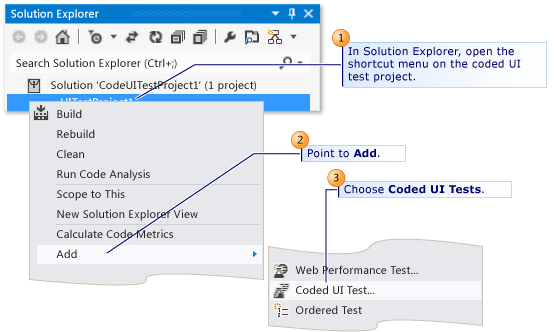 Solution Explorer
Search Solution Explorer (Ctrl+;)
Solution 'CodeUITestProject1' (1 project)
UITestProject1
Build
Rebuild
Clean
Run Code Analysis
Scope to This
New Solution Explorer View
Calculate Code Metrics
Add
1
In Solution Explorer, open the
shortcut menu on the coded UI
test project.
2
Point to Add.
3
Choose Coded UI Tests.
Web Performance Test...
Coded UI Test...
Ordered Test